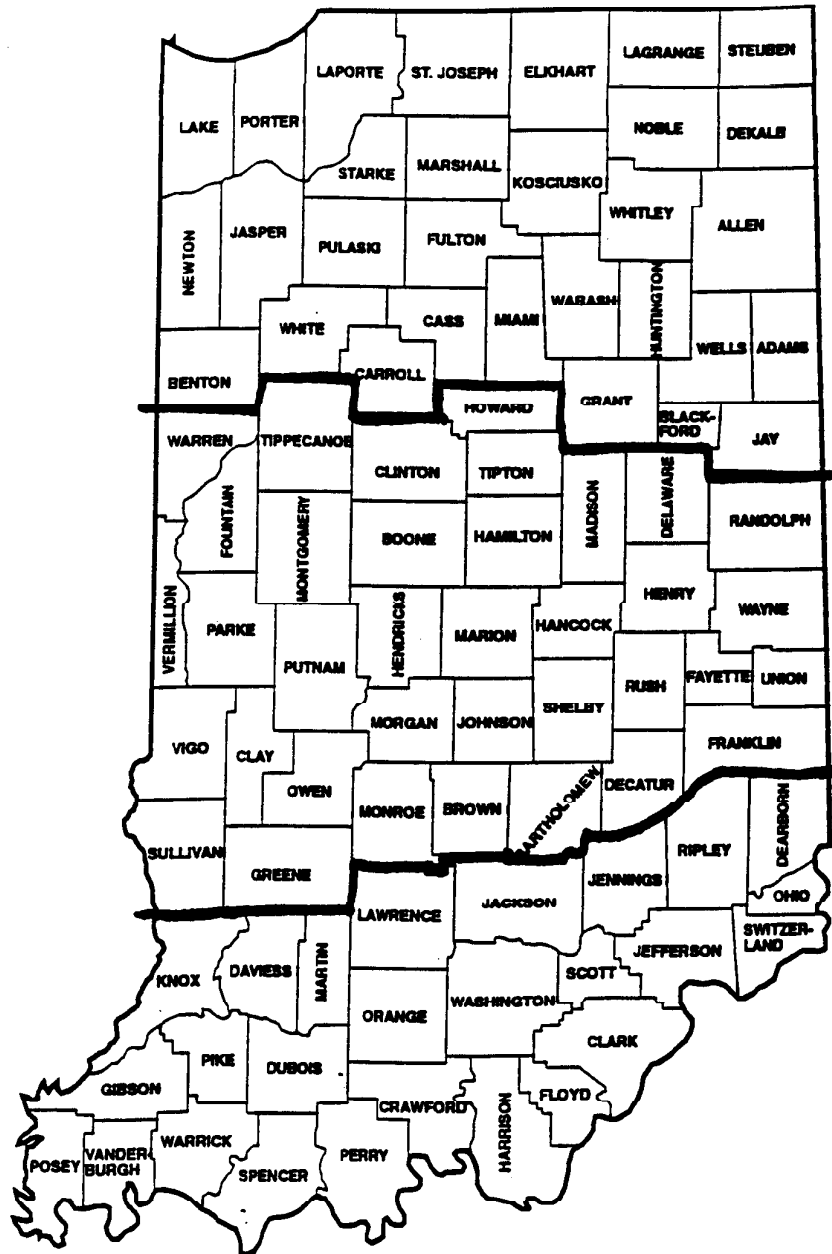 LAGRANGE
STEUBEN
LAPORTE
ST. JOSEPH
ELKHART
LAKE
PORTER
NOBLE
DEKALB
STARKE
MARSHALL
KOSCIUSKO
WHITLEY
ALLEN
NEWTON
JASPER
PULASKI
FULTON
WHITE
CASS
MIAMI
WABASH
HUNTINGTON
WELLS
ADAMS
BENTON
CARROLL
HOWARD
GRANT
BLACK-
FORD
JAY
WARREN
TIPPECANOE
CLINTON
TIPTON
MADISON
DELAWARE
RANDOLPH
FOUNTAIN
MONTGOMERY
BOONE
HAMILTON
VERMILLION
PARKE
PUTNAM
HENDRICKS
MARION
HANCOCK
HENRY
WAYNE
RUSH
FAYETTE
UNION
VIGO
CLAY
OWEN
MORGAN
JOHNSON
SHELBY
FRANKLIN
MONROE
BROWN
BARTHOLOMEW
DECATUR
SULLIVAN
GREENE
LAWRENCE
JACKSON
JENNINGS
RIPLEY
DEARBORN
OHIO
SWITZER-
LAND
KNOX
DAVIESS
MARTIN
ORANGE
WASHINGTON
SCOTT
JEFFERSON
CLARK
GIBSON
PIKE
DUBOIS
CRAWFORD
HARRISON
FLOYD
POSEY
VANDER-
BURGH
WARRICK
SPENCER
PERRY